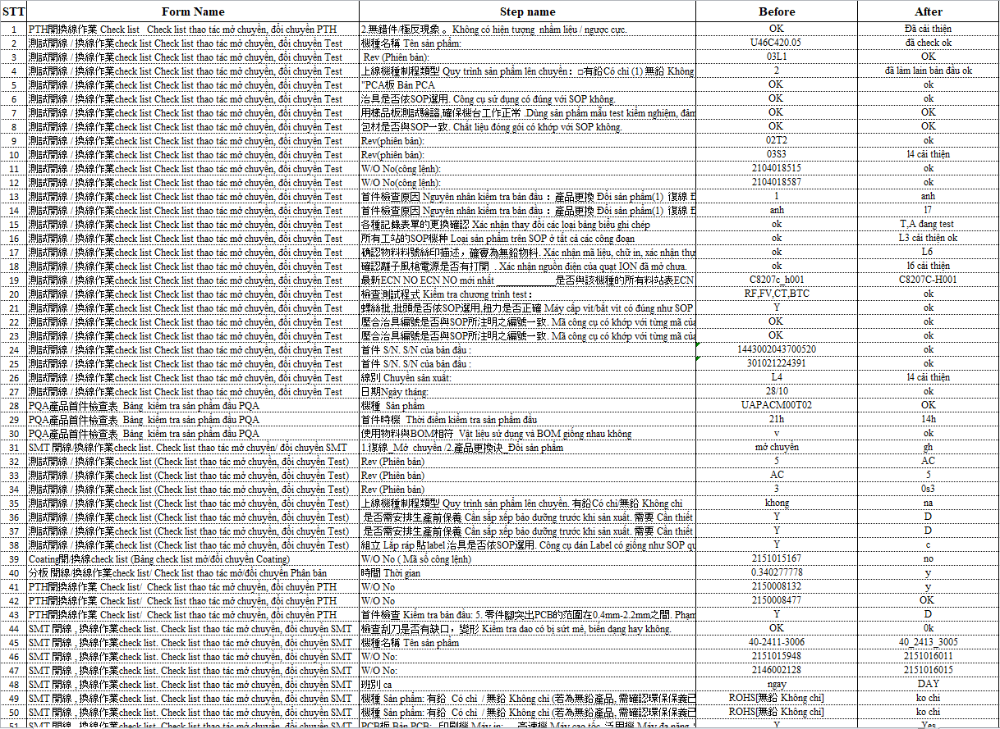 STT Form Name Step name Before After
1 PTH開換線作業 Check list Check list thao tác mở chuyền, đổi chuyền PTH 2.無錯件/極反現象 。 Không có hiện tượng nhầm liệu / ngược cực. OK Đã cải thiện
2 測試開線 / 換線作業check list Check list thao tác mở chuyền, đổi chuyền Test 機種名稱 Tên sản phẩm: U46C420.05 đã check ok
3 測試開線 / 換線作業check list Check list thao tác mở chuyền, đổi chuyền Test Rev (Phiên bản): 03L1 OK
4 測試開線 / 換線作業check list Check list thao tác mở chuyền, đổi chuyền Test 上線機種制程類型 Quy trình sản phẩm lên chuyền：□有鉛Có chì (1) 無鉛 Không 2 đã làm lain bản đầu ok
5 測試開線 / 換線作業check list Check list thao tác mở chuyền, đổi chuyền Test "PCA板 Bản PCA OK ok
6 測試開線 / 換線作業check list Check list thao tác mở chuyền, đổi chuyền Test 治具是否依SOP選用. Công cụ sử dụng có đúng với SOP không. OK ok
7 測試開線 / 換線作業check list Check list thao tác mở chuyền, đổi chuyền Test 用樣品板測試驗證,確保機台工作正常 .Dùng sản phẩm mẫu test kiểm nghiệm, đảm OK OK
8 測試開線 / 換線作業check list Check list thao tác mở chuyền, đổi chuyền Test 包材是否與SOP一致. Chất liệu đóng gói có khớp với SOP không. OK OK
9 測試開線 / 換線作業check list Check list thao tác mở chuyền, đổi chuyền Test Rev(phiên bản): 02T2 ok
10 測試開線 / 換線作業check list Check list thao tác mở chuyền, đổi chuyền Test Rev(phiên bản): 03S3 l4 cải thiện
11 測試開線 / 換線作業check list Check list thao tác mở chuyền, đổi chuyền Test W/O No(công lệnh): 2104018515 ok
12 測試開線 / 換線作業check list Check list thao tác mở chuyền, đổi chuyền Test W/O No(công lệnh): 2104018587 ok
13 測試開線 / 換線作業check list Check list thao tác mở chuyền, đổi chuyền Test 首件檢查原因 Nguyên nhân kiểm tra bản đầu ：產品更換 Đổi sản phẩm(1) 復線 1 anh
14 測試開線 / 換線作業check list Check list thao tác mở chuyền, đổi chuyền Test 首件檢查原因 Nguyên nhân kiểm tra bản đầu ：產品更換 Đổi sản phẩm(1) 復線 anh l7
15 測試開線 / 換線作業check list Check list thao tác mở chuyền, đổi chuyền Test 各種記錄表單的更換確認 Xác nhận thay đổi các loại bảng biểu ghi chép ok T,A đang test
16 測試開線 / 換線作業check list Check list thao tác mở chuyền, đổi chuyền Test 所有工站的SOP機種 Loại sản phẩm trên SOP ở tất cả các công đoạn ok L3 cải thiện ok
17 測試開線 / 換線作業check list Check list thao tác mở chuyền, đổi chuyền Test 确認物料料號絲印描述，確審為無鉛物料. Xác nhận mã liệu, chữ in, xác nhận thự ok L6
18 測試開線 / 換線作業check list Check list thao tác mở chuyền, đổi chuyền Test 確認離子風槍電源是否有打開 . Xác nhận nguồn điện của quạt ION đã mở chưa. ok l6 cải thiện
19 測試開線 / 換線作業check list Check list thao tác mở chuyền, đổi chuyền Test 最新ECN NO ECN NO mới nhất ____________是否與該機種的所有料站表ECN C8207c_h001 C8207C-H001
20 測試開線 / 換線作業check list Check list thao tác mở chuyền, đổi chuyền Test 檢查測試程式 Kiểm tra chương trình test： RF,FV,CT,BTC ok
21 測試開線 / 換線作業check list Check list thao tác mở chuyền, đổi chuyền Test 螺絲批,批頭是否依SOP選用,扭力是否正確 Máy cấp vít/bắt vít có đúng như SOP Y ok
22 測試開線 / 換線作業check list Check list thao tác mở chuyền, đổi chuyền Test 壓合治具編號是否與SOP所注明之編號一致. Mã công cụ có khớp với từng mã củ OK ok
23 測試開線 / 換線作業check list Check list thao tác mở chuyền, đổi chuyền Test 壓合治具編號是否與SOP所注明之編號一致. Mã công cụ có khớp với từng mã củ OK ok
24 測試開線 / 換線作業check list Check list thao tác mở chuyền, đổi chuyền Test 首件 S/N. S/N của bản đầu : 1443002043700520 ok
25 測試開線 / 換線作業check list Check list thao tác mở chuyền, đổi chuyền Test 首件 S/N. S/N của bản đầu : 301021224391 ok
26 測試開線 / 換線作業check list Check list thao tác mở chuyền, đổi chuyền Test 線別 Chuyền sản xuất: L4 l4 cải thiện
27 測試開線 / 換線作業check list Check list thao tác mở chuyền, đổi chuyền Test 日期Ngày tháng: 28/10 ok
28 PQA產品首件檢查表 Bảng kiểm tra sản phẩm đầu PQA 機種 Sản phẩm UAPACM00T02 OK
29 PQA產品首件檢查表 Bảng kiểm tra sản phẩm đầu PQA 首件時機 Thời điểm kiểm tra sản phẩm đầu 21h 14h
30 PQA產品首件檢查表 Bảng kiểm tra sản phẩm đầu PQA 使用物料與BOM相符 Vật liệu sử dụng và BOM giống nhau không v ok
31 SMT 開線/換線作業check list. Check list thao tác mở chuyền/ đổi chuyền SMT 1.復線_Mở chuyền /2.產品更換诀_Đổi sản phẩm mở chuyền gh
32 測試開線 / 換線作業check list (Check list thao tác mở chuyền, đổi chuyền Test) Rev (Phiên bản) 5 AC
33 測試開線 / 換線作業check list (Check list thao tác mở chuyền, đổi chuyền Test) Rev (Phiên bản) AC 5
34 測試開線 / 換線作業check list (Check list thao tác mở chuyền, đổi chuyền Test) Rev (Phiên bản) 3 0s3
35 測試開線 / 換線作業check list (Check list thao tác mở chuyền, đổi chuyền Test) 上線機種制程類型 Quy trình sản phẩm lên chuyền. 有鉛Có chì/無鉛 Không chì khong na
36 測試開線 / 換線作業check list (Check list thao tác mở chuyền, đổi chuyền Test) 是否需安排生產前保養 Cần sắp xếp bảo dưỡng trước khi sản xuất. 需要 Cần thiết Y D
37 測試開線 / 換線作業check list (Check list thao tác mở chuyền, đổi chuyền Test) 是否需安排生產前保養 Cần sắp xếp bảo dưỡng trước khi sản xuất. 需要 Cần thiết Y D
38 測試開線 / 換線作業check list (Check list thao tác mở chuyền, đổi chuyền Test) 組立 Lắp ráp 貼label 治具是否依SOP選用. Công cụ dán Label có giống như SOP qu Y c
39 Coating開/換線check list (Bảng check list mở/đổi chuyền Coating) W/O No ( Mã số công lệnh) 2151015167 no
40 分板 開線/換線作業check list/ Check list thao tác mở/đổi chuyền Phân bản 時間 Thời gian 0.340277778 y
41 PTH開換線作業 Check list/ Check list thao tác mở chuyền, đổi chuyền PTH W/O No 2150008132 y
42 PTH開換線作業 Check list/ Check list thao tác mở chuyền, đổi chuyền PTH W/O No 2150008477 OK
43 PTH開換線作業 Check list/ Check list thao tác mở chuyền, đổi chuyền PTH 首件檢查 Kiểm tra bản đầu: 5. 零件腳突出PCB的范圍在0.4mm-2.2mm之間. Phạm Y D
44 SMT 開線 , 換線作業check list. Check list thao tác mở chuyền, đổi chuyền SMT 檢查刮刀是否有缺口，變形 Kiểm tra dao có bị sứt mẻ, biến dạng hay không. OK 0k
45 SMT 開線 , 換線作業check list. Check list thao tác mở chuyền, đổi chuyền SMT 機種名稱 Tên sản phẩm 40-2411-3006 40_2413_3005
46 SMT 開線 , 換線作業check list. Check list thao tác mở chuyền, đổi chuyền SMT W/O No: 2151015948 2151016011
47 SMT 開線 , 換線作業check list. Check list thao tác mở chuyền, đổi chuyền SMT W/O No: 2146002128 2151016015
48 SMT 開線 , 換線作業check list. Check list thao tác mở chuyền, đổi chuyền SMT 班別 ca ngay DAY
49 SMT 開線 , 換線作業check list. Check list thao tác mở chuyền, đổi chuyền SMT 機種 Sản phẩm: 有鉛 Có chì / 無鉛 Không chì (若為無鉛產品, 需確認環保保養已 ROHS[無鉛 Không chì] ko chi
50 SMT 開線 , 換線作業check list. Check list thao tác mở chuyền, đổi chuyền SMT 機種 Sản phẩm: 有鉛 Có chì / 無鉛 Không chì (若為無鉛產品, 需確認環保保養已 ROHS[無鉛 Không chì] ko chi